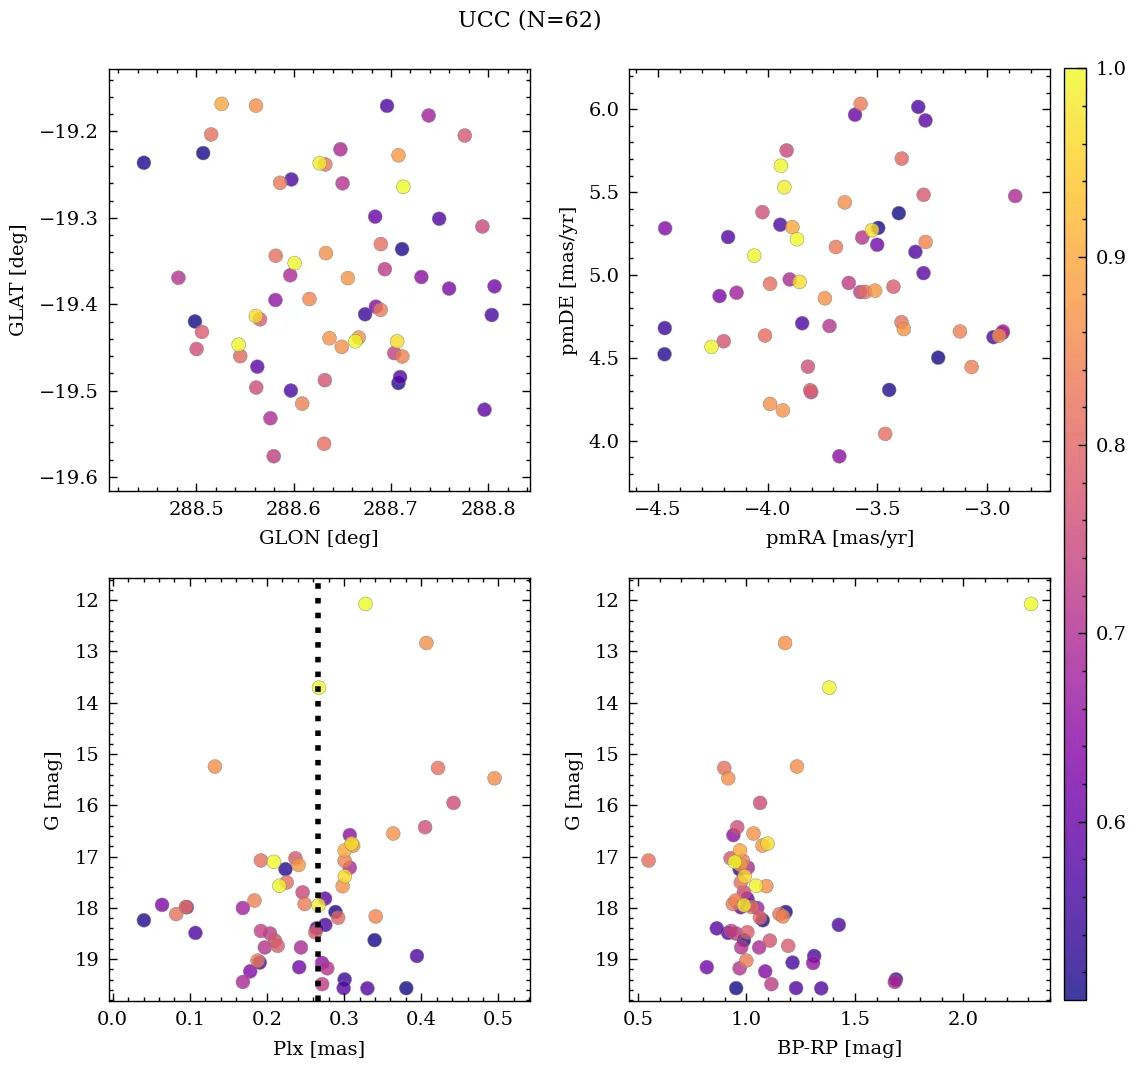 UCC (N=62)
−19.2
−19.3
−19.4
−19.5
−19.6
GLAT [deg]
288.5 288.6 288.7 288.8
GLON [deg]
6.0
5.5
5.0
4.5
4.0
pmDE [mas/yr]
−4.5 −4.0 −3.5 −3.0
pmRA [mas/yr]
1.0
0.9
0.8
0.7
0.6
12
13
14
15
16
17
18
19
G [mag]
0.0 0.1 0.2 0.3 0.4 0.5
Plx [mas]
12
13
14
15
16
17
18
19
G [mag]
0.5 1.0 1.5 2.0
BP-RP [mag]